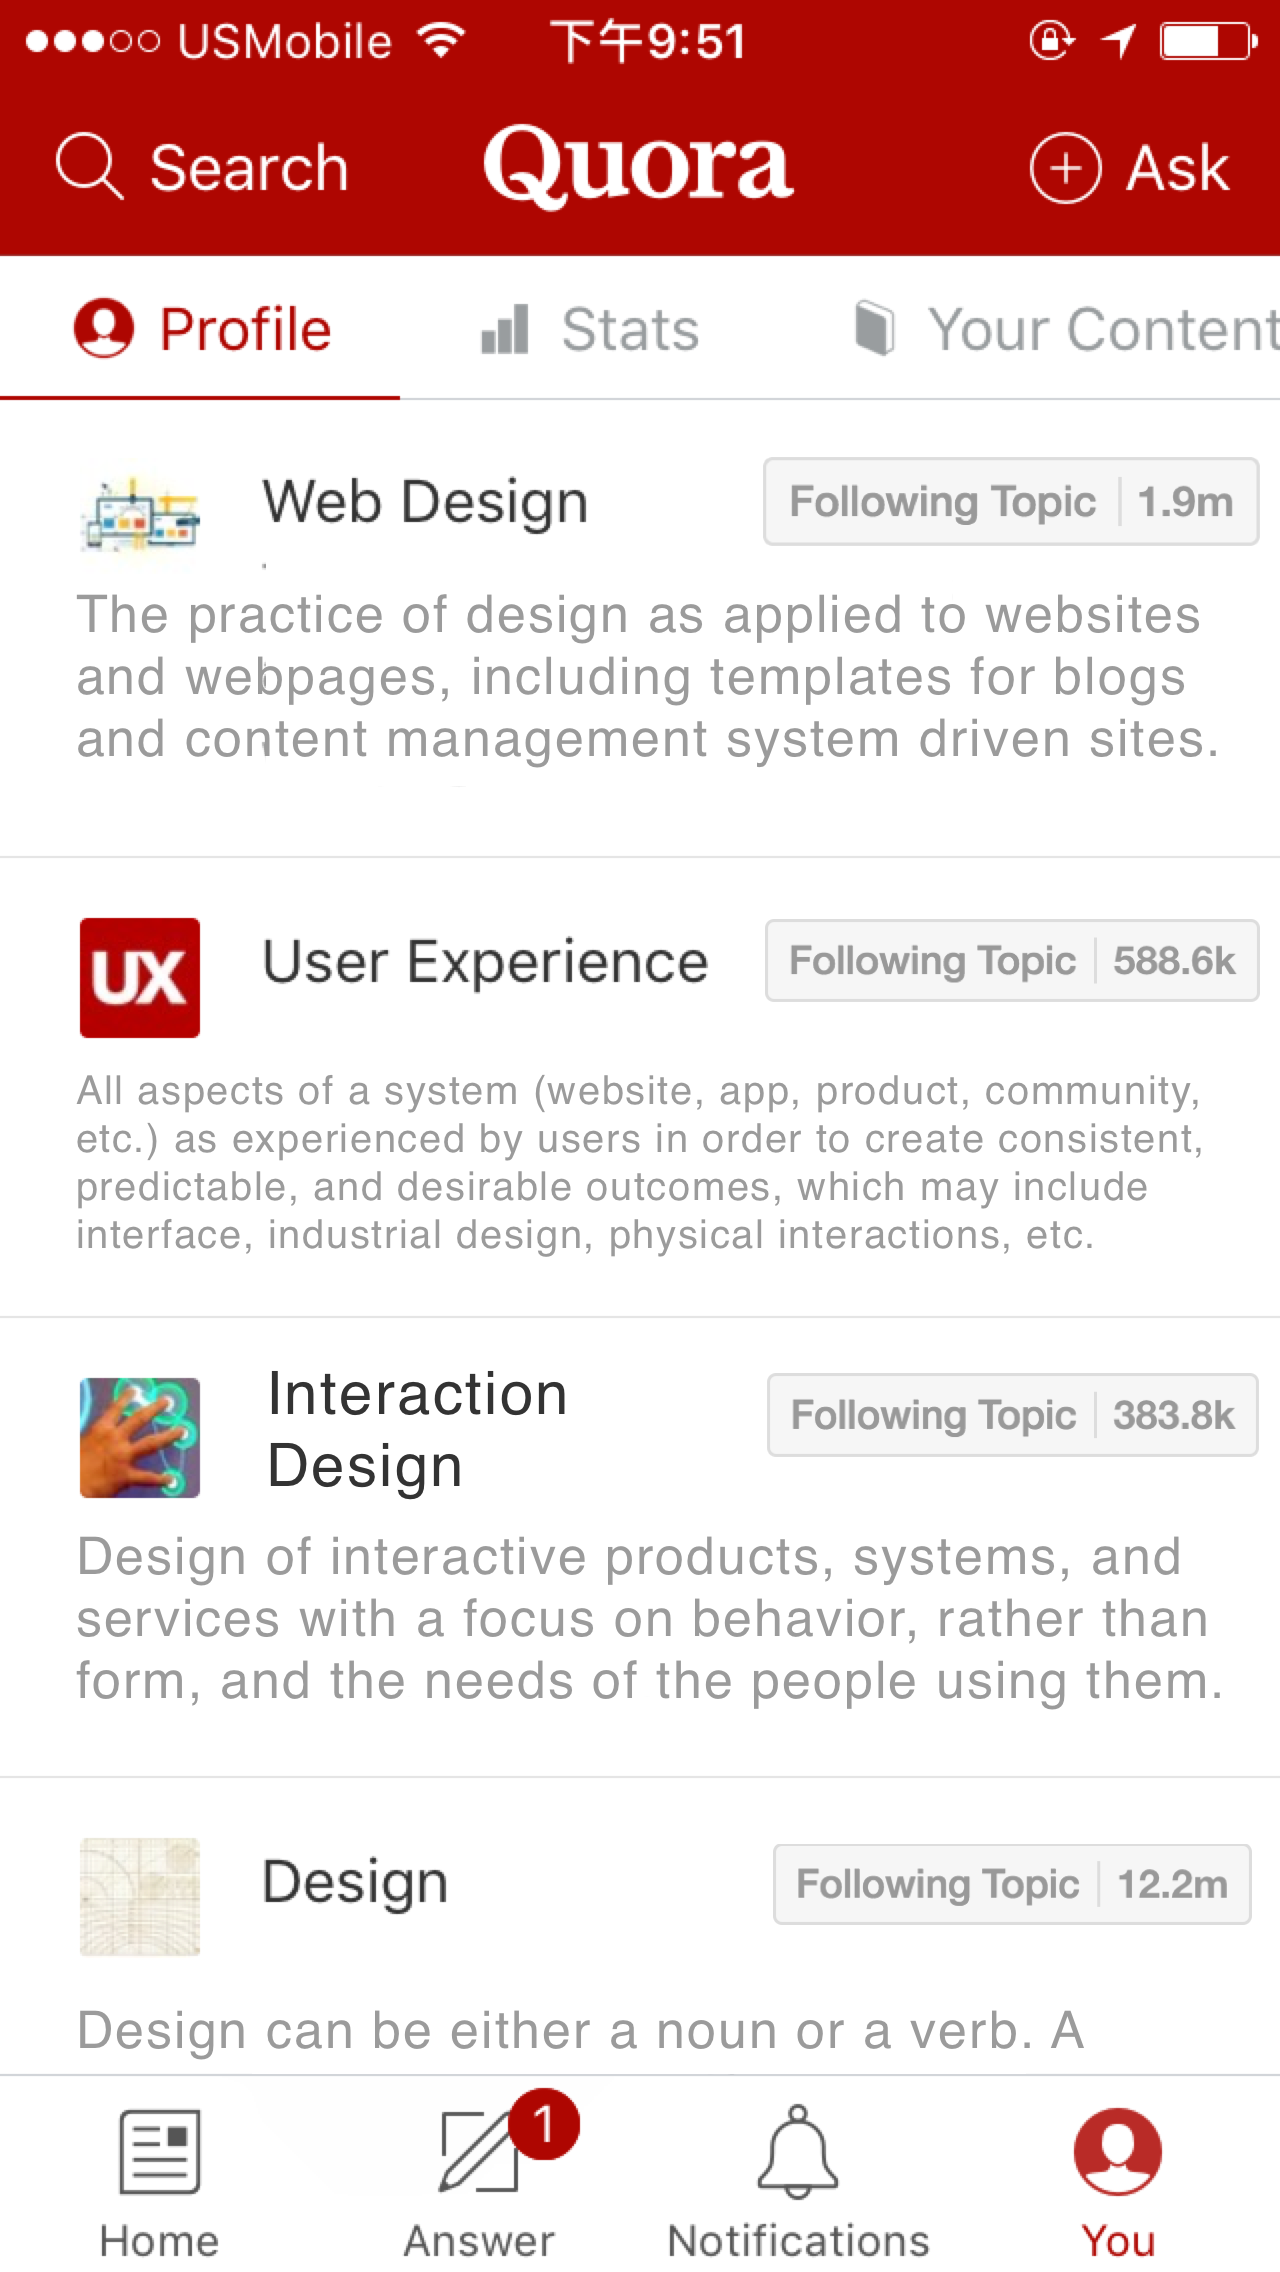 USMobile 下午9:51
Search Quora Ask
Profile Stats Your Content
Web Design Following Topic 1.9m
The practice of design as applied to websites
and webpages, including templates for blogs
and content management system driven sites.
UX User Experience Following Topic 588.6k
All aspects of a system (website, app, product, community,
etc.) as experienced by users in order to create consistent,
predictable, and desirable outcomes, which may include
interface, industrial design, physical interactions, etc.
Interaction Following Topic 383.8k
Design
Design of interactive products, systems, and
services with a focus on behavior, rather than
form, and the needs of the people using them.
Design Following Topic 12.2m
Design can be either a noun or a verb. A
1
Home Answer Notifications You